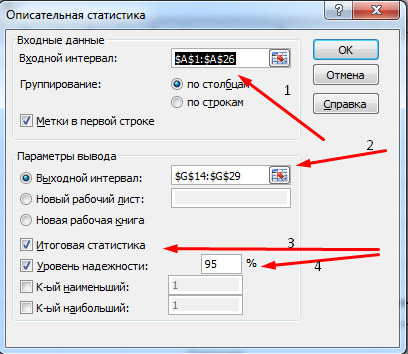 Описательная статистика
Входные данные
Входной интервал: $A$1:$A$26
Группирование: по столбцам
по строкам
Метки в первой строке
OK
Отмена
Справка
1
Параметры вывода
Выходной интервал: $G$14:$G$29
Новый рабочий лист:
Новая рабочая книга
Итоговая статистика
Уровень надежности: 95 %
К-ый наименьший: 1
К-ый наибольший: 1
2
3
4